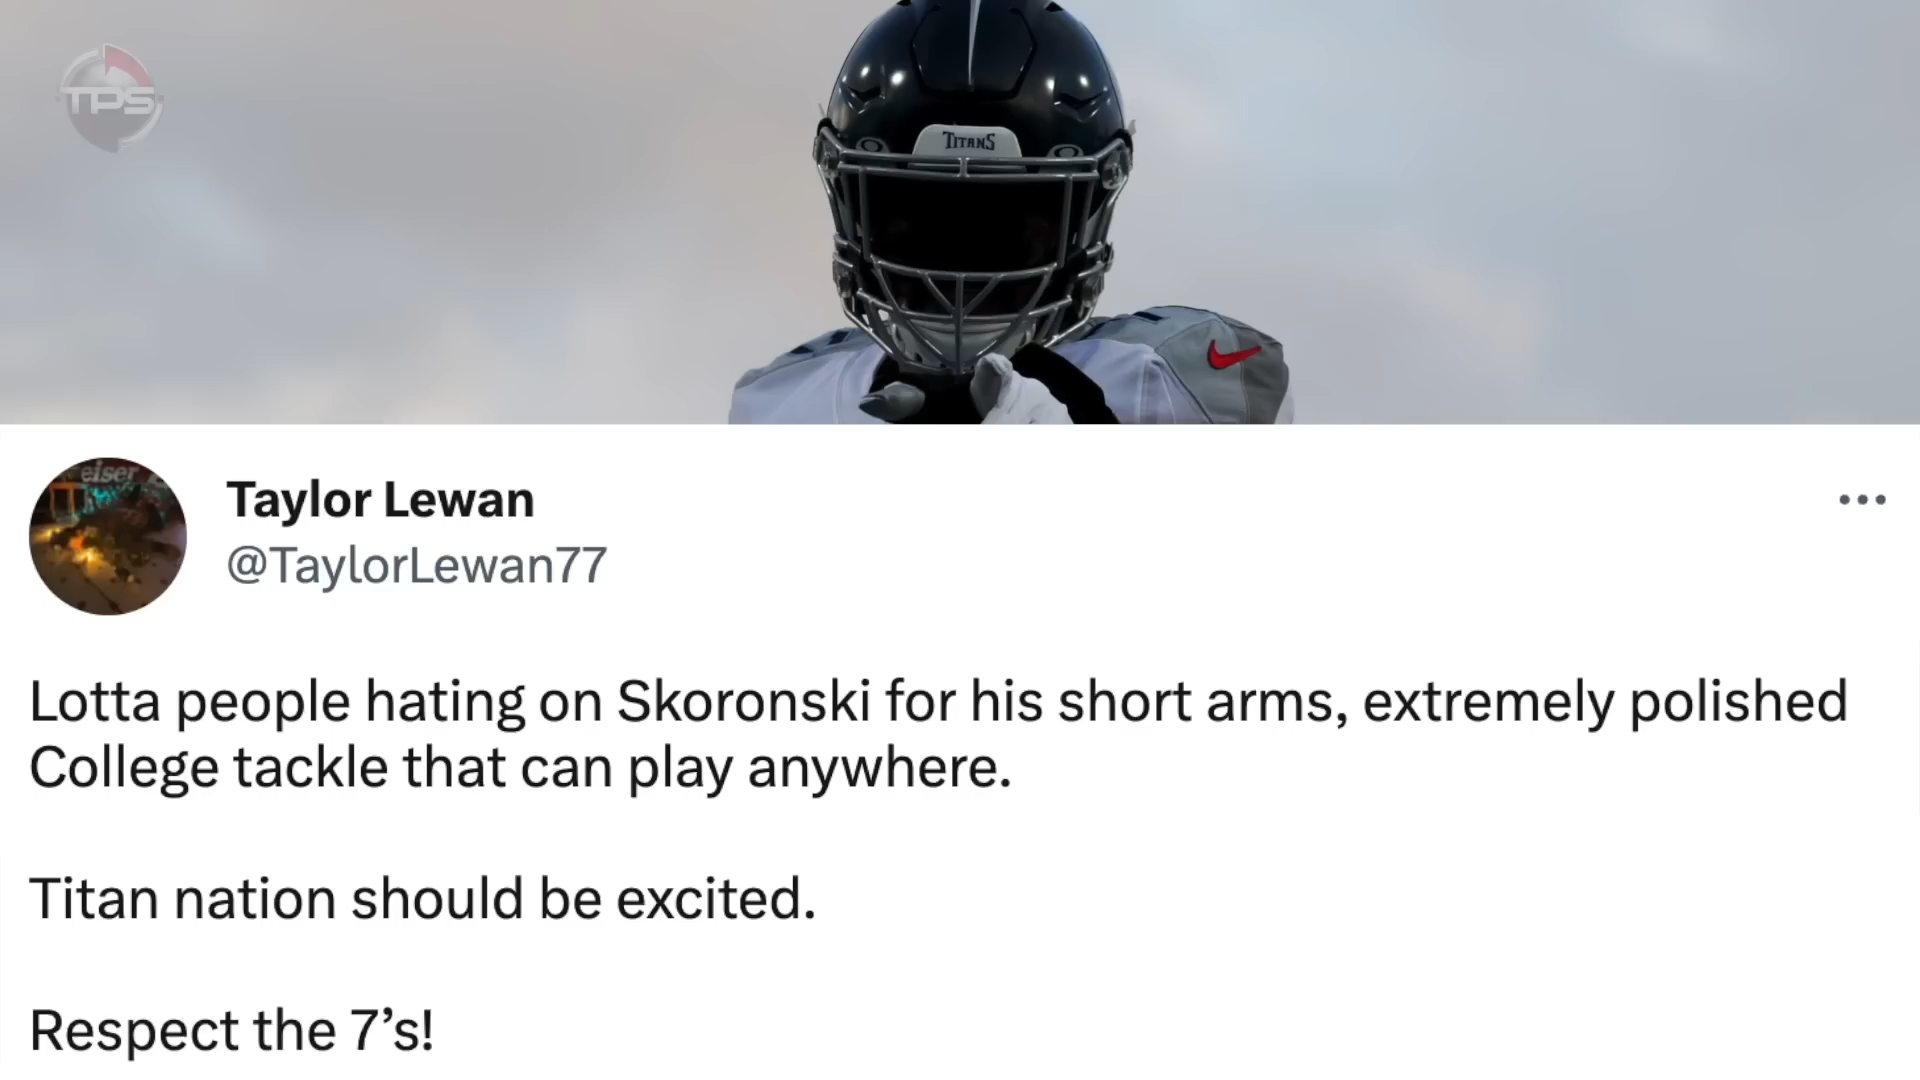 TPS
TITANS
eiser
Taylor Lewan
@TaylorLewan77
Lotta people hating on Skoronski for his short arms, extremely polished
College tackle that can play anywhere.
Titan nation should be excited.
Respect the 7’s!